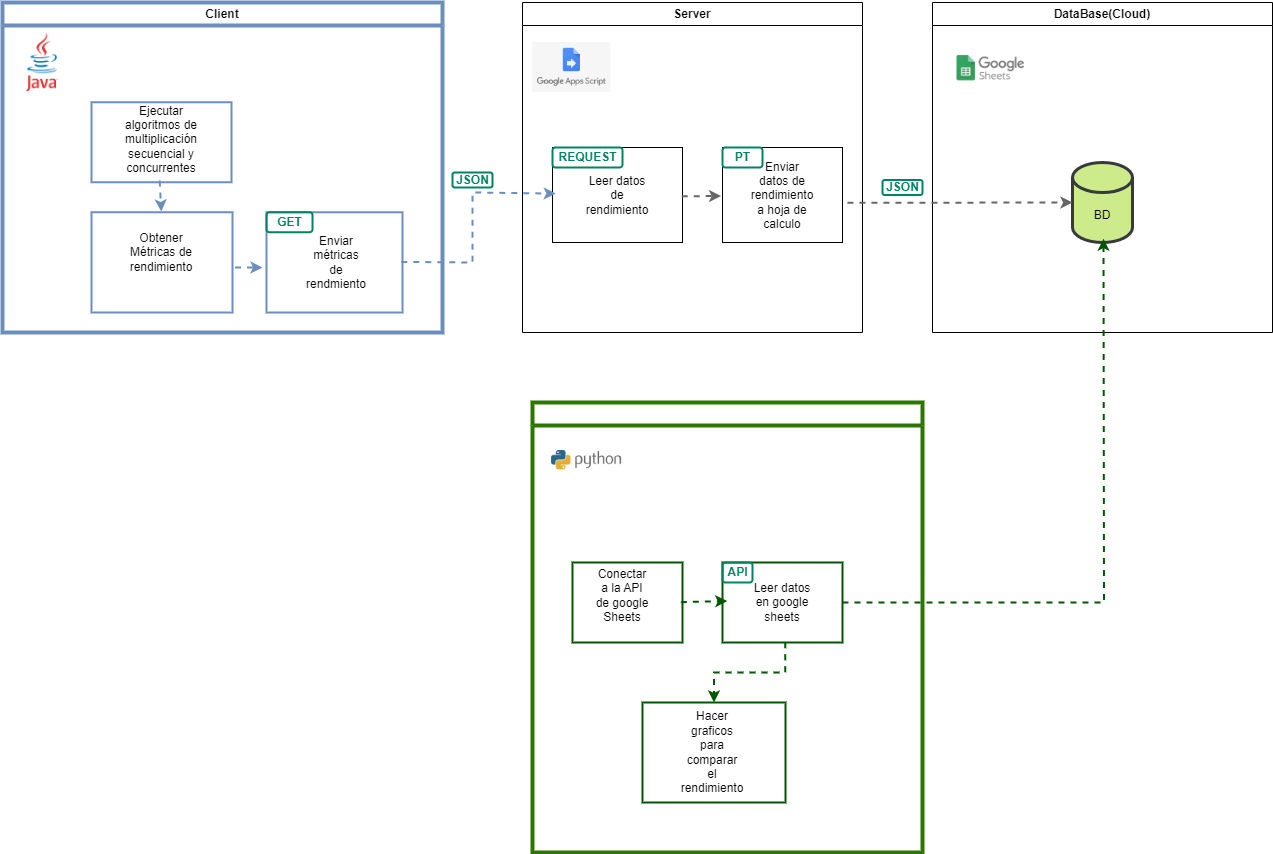 Client
Java
Ejecutar
algoritmos de
multiplicación
secuencial y
concurrentes
Obtener
Métricas de
rendimiento
GET
Enviar
métricas
de
rendmiento
JSON
Server
Google Apps Script
REQUEST
Leer datos
de
rendimiento
PT
Enviar
datos de
rendimiento
a hoja de
calculo
JSON
DataBase(Cloud)
Google
Sheets
BD
python
Conectar
a la API
de google
Sheets
API
Leer datos
en google
sheets
Hacer
graficos
para
comparar
el
rendimiento